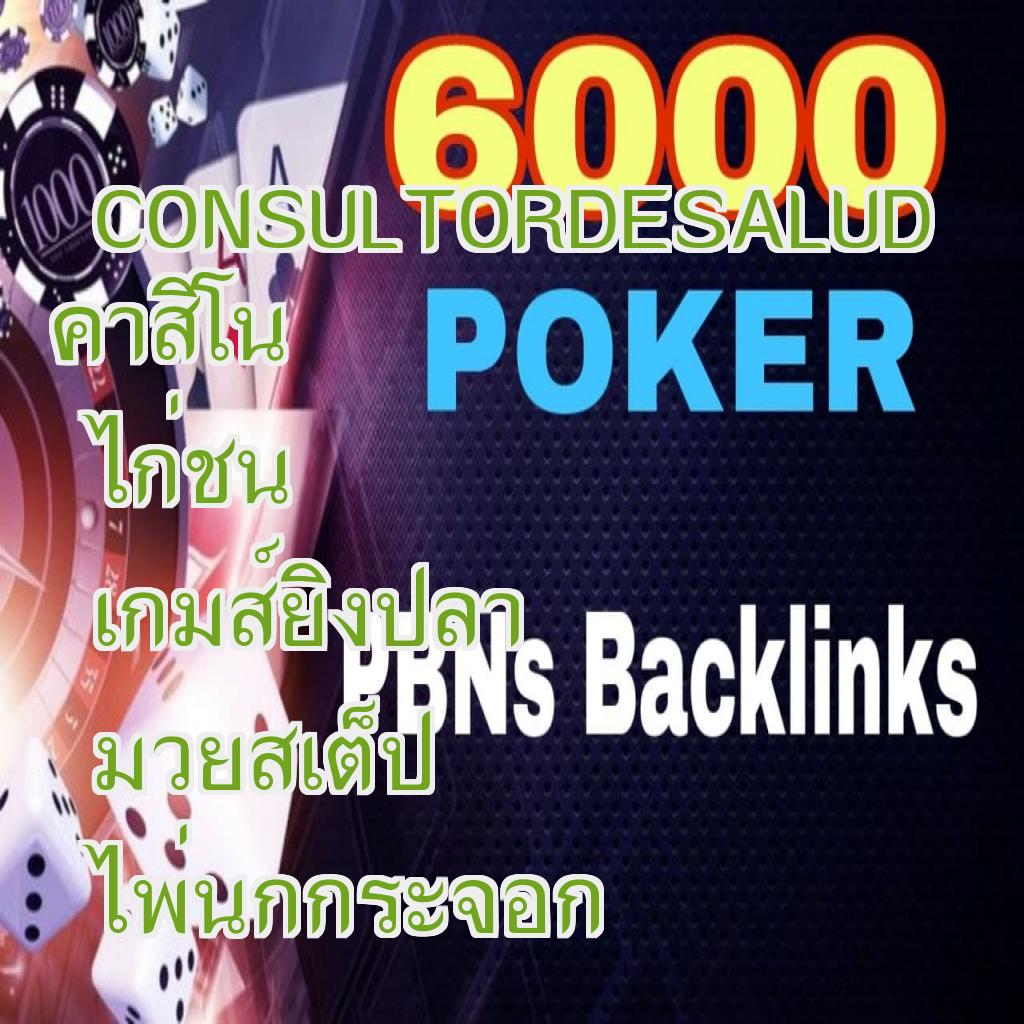 6000
CONSULTORDESALUD
คาสิโน
POKER
ไก่ชน
เกมส์ยิงปลา
PBNs Backlinks
มวยสเต็ป
ไพ่นกกระจอก
1000
1000
A